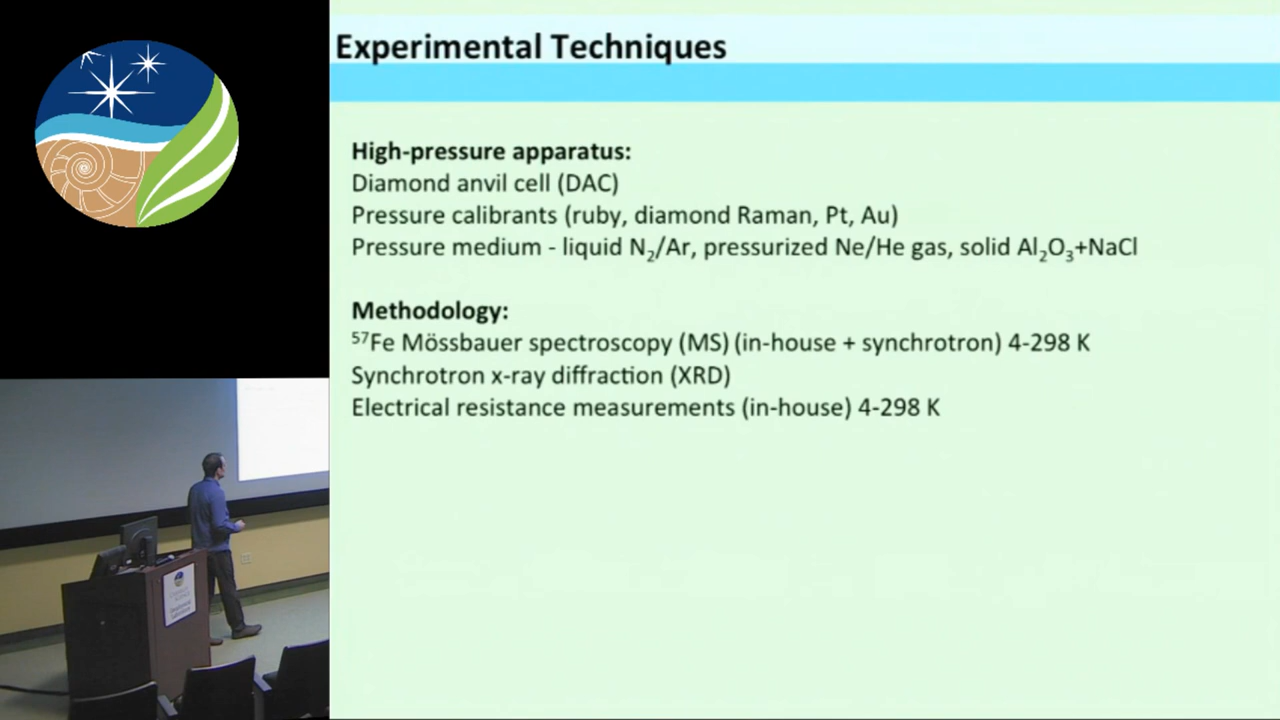 Experimental Techniques
High-pressure apparatus:
Diamond anvil cell (DAC)
Pressure calibrants (ruby, diamond Raman, Pt, Au)
Pressure medium - liquid N₂/Ar, pressurized Ne/He gas, solid Al₂O₃+NaCl
Methodology:
⁵⁷Fe Mössbauer spectroscopy (MS) (in-house + synchrotron) 4-298 K
Synchrotron x-ray diffraction (XRD)
Electrical resistance measurements (in-house) 4-298 K